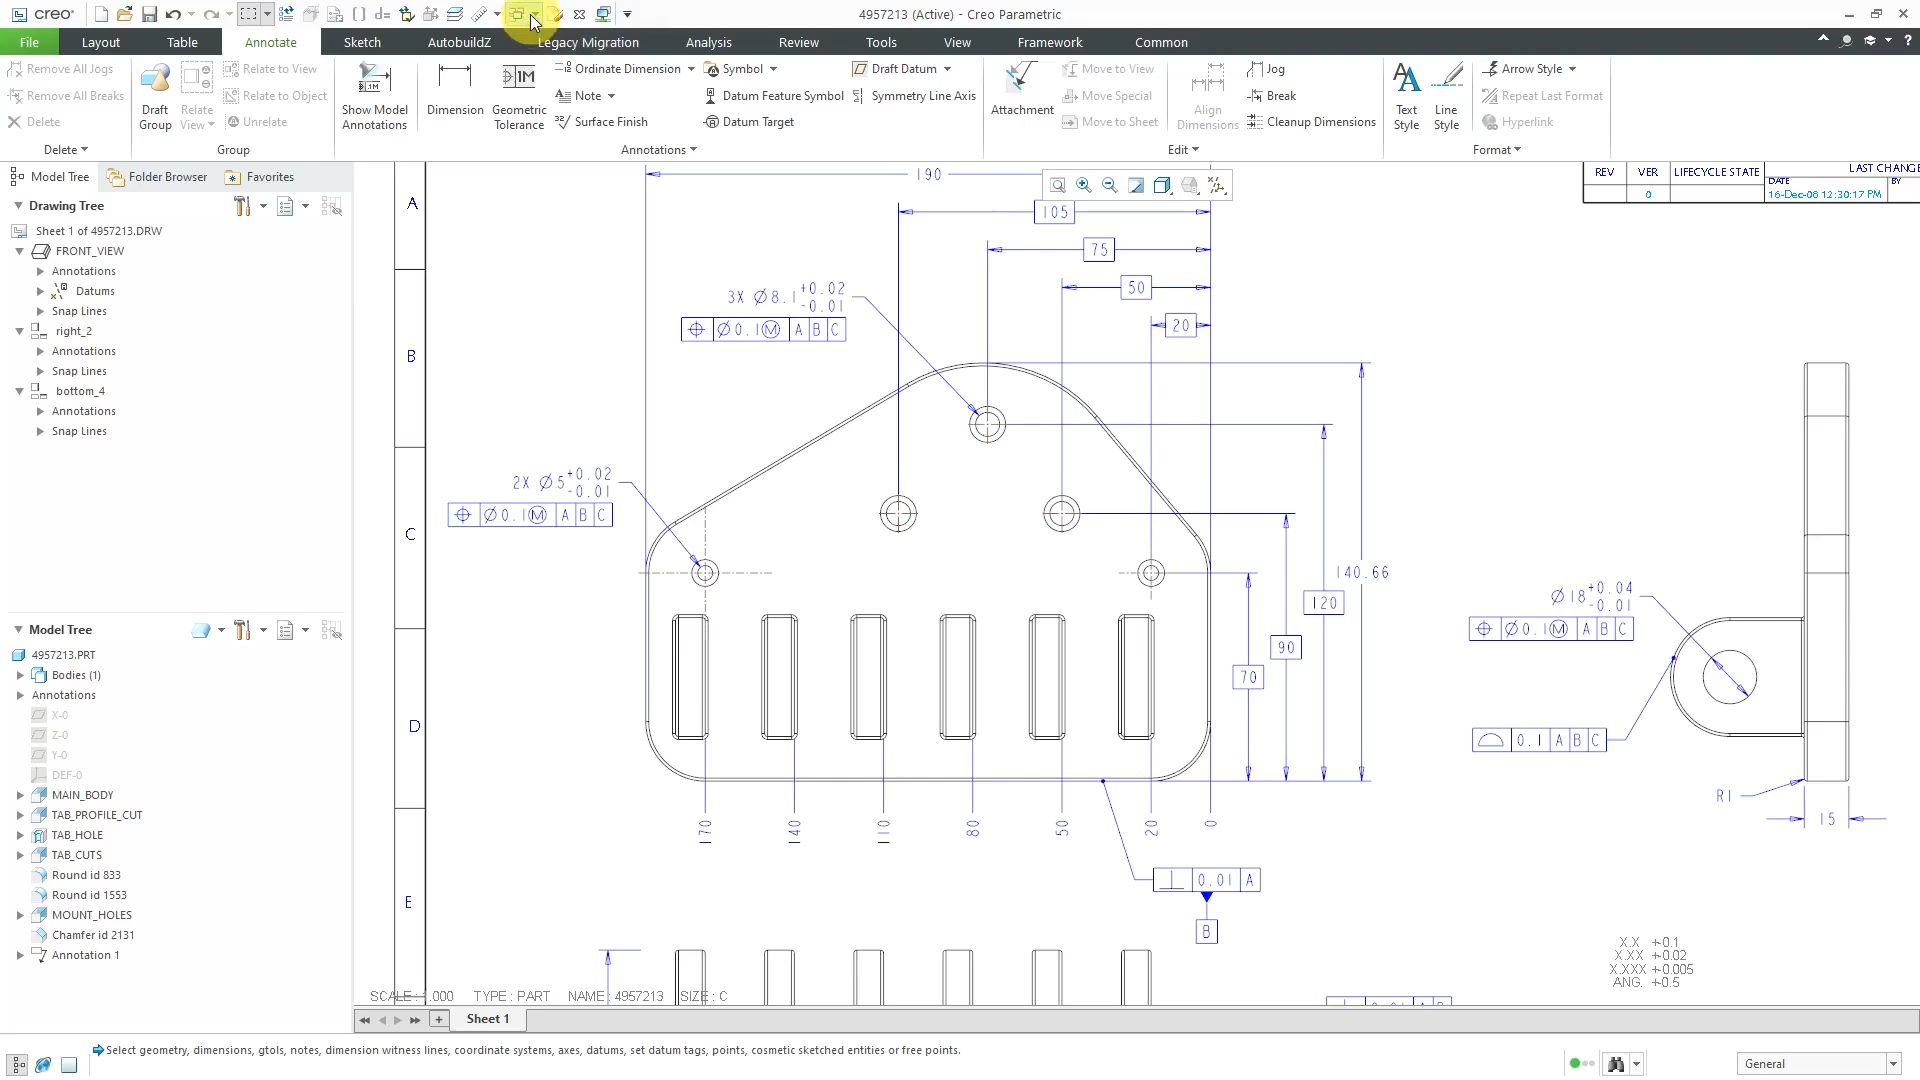 creo°
4957213 (Active) - Creo Parametric
File
Layout
Table
Annotate
Sketch
AutobuildZ
Legacy Migration
Analysis
Review
Tools
View
Framework
Common
Remove All Jogs
Remove All Breaks
Delete
Delete
Draft Group
Relate View
Relate to View
Relate to Object
Unrelate
Group
Show Model Annotations
Dimension
Geometric Tolerance
Ordinate Dimension
Note
Surface Finish
Symbol
Datum Feature Symbol
Datum Target
Draft Datum
Symmetry Line Axis
Annotations
Attachment
Move to View
Move Special
Move to Sheet
Align Dimensions
Jog
Break
Cleanup Dimensions
Edit
Text Style
Line Style
Arrow Style
Repeat Last Format
Hyperlink
Format
Model Tree
Folder Browser
Favorites
Drawing Tree
Sheet 1 of 4957213.DRW
FRONT_VIEW
Annotations
Datums
Snap Lines
right_2
Annotations
Snap Lines
bottom_4
Annotations
Snap Lines
Model Tree
4957213.PRT
Bodies (1)
Annotations
X-0
Z-0
Y-0
DEF-0
MAIN_BODY
TAB_PROFILE_CUT
TAB_HOLE
TAB_CUTS
Round id 833
Round id 1553
MOUNT_HOLES
Chamfer id 2131
Annotation 1
A
B
C
D
E
REV
VER
LIFECYCLE STATE
LAST CHANGE
DATE
BY
0
16-Dec-08 12:30:17 PM
190
105
75
50
20
3X Ø8.1 +0.02 -0.01
Ø0.1Ⓜ A B C
2X Ø5 +0.02 -0.01
Ø0.1Ⓜ A B C
140.66
120
90
70
170
140
110
80
50
20
0
0.01 A
B
Ø18 +0.04 -0.01
Ø0.1Ⓜ A B C
0.1 A B C
R1
15
X.X +-0.1
X.XX +-0.02
X.XXX +-0.005
ANG. +-0.5
SCALE : 1.000 TYPE : PART NAME : 4957213 SIZE : C
Sheet 1
Select geometry, dimensions, gtols, notes, dimension witness lines, coordinate systems, axes, datums, set datum tags, points, cosmetic sketched entities or free points.
General